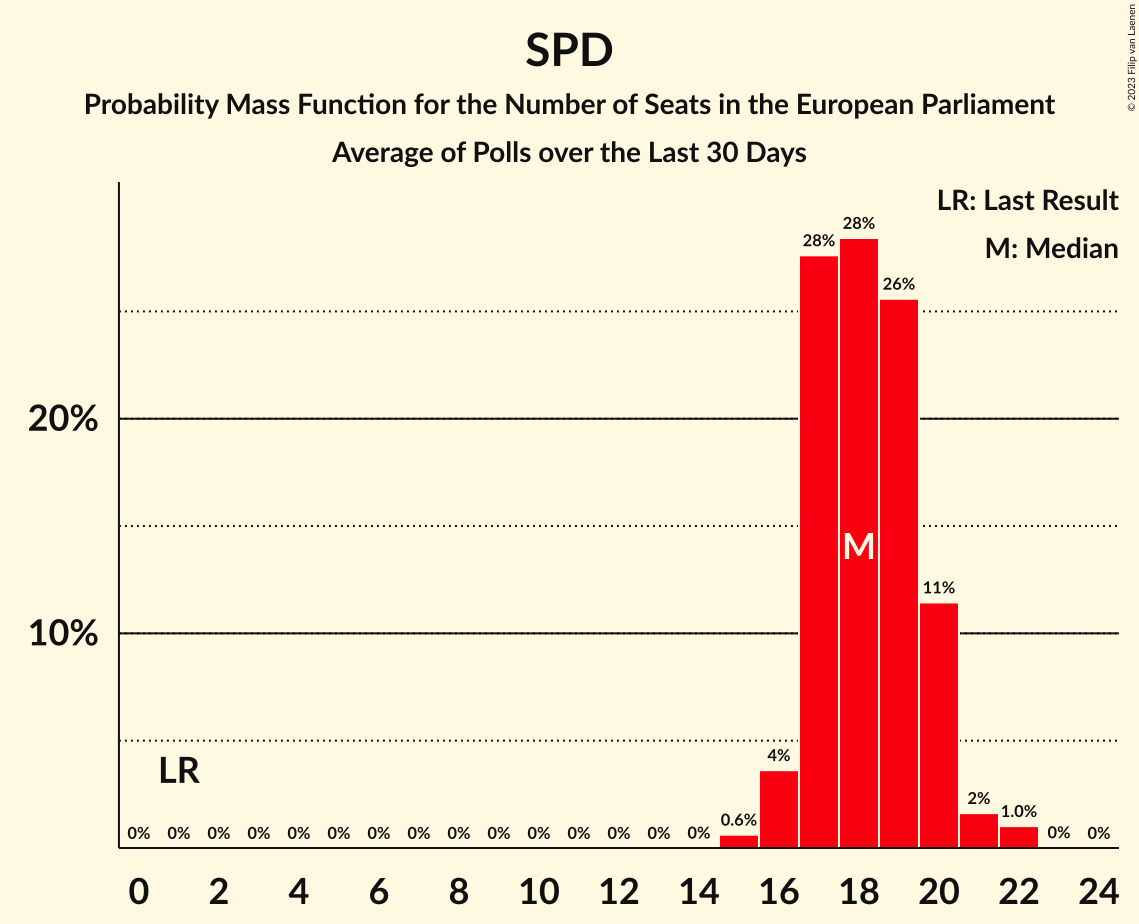 SPD
Probability Mass Function for the Number of Seats in the European Parliament
Average of Polls over the Last 30 Days
© 2023 Filip van Laenen
LR: Last Result
M: Median
28%
28%
26%
20%
M
11%
10%
LR
4%
2%
1.0%
0.6%
0% 0% 0% 0% 0% 0% 0% 0% 0% 0% 0% 0% 0% 0% 0% 0% 0%
0 2 4 6 8 10 12 14 16 18 20 22 24